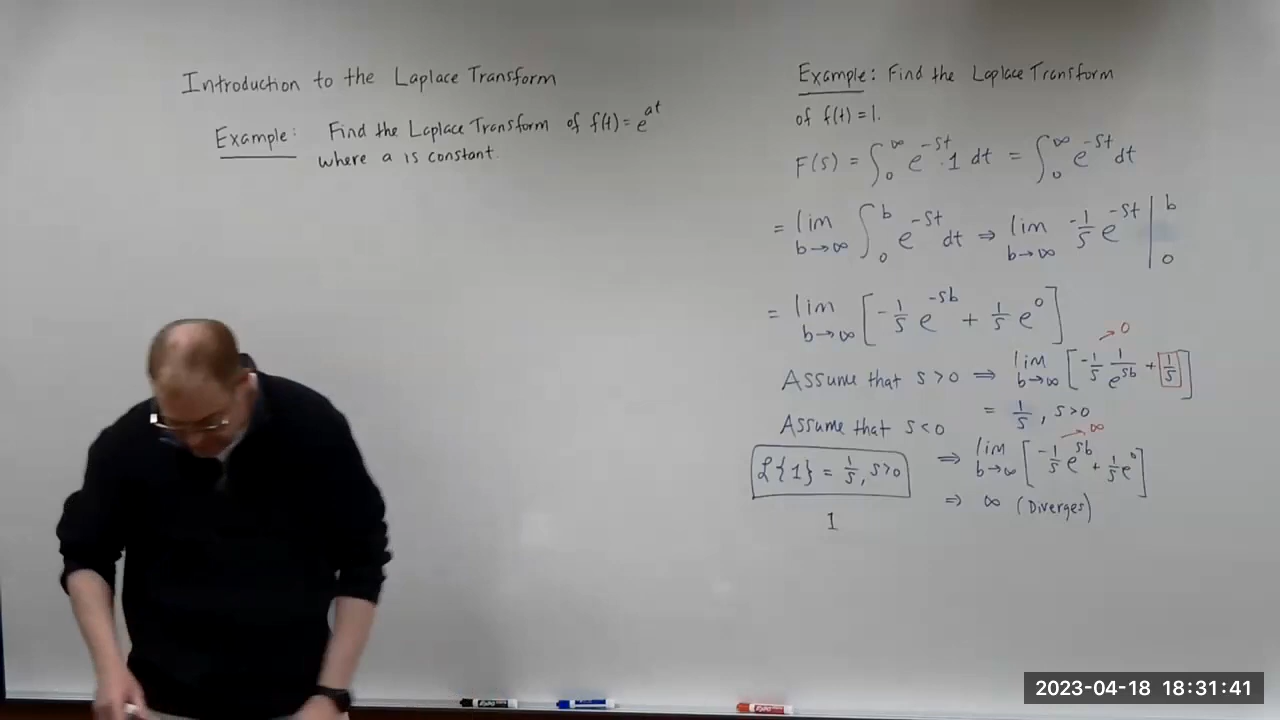 Introduction to the Laplace Transform
Example: Find the Laplace Transform of f(t) = e^{at}
where a is constant.
Example: Find the Laplace Transform
of f(t) = 1.
F(s) = ∫_0^∞ e^{-st} · 1 dt = ∫_0^∞ e^{-st} dt
= lim_{b→∞} ∫_0^b e^{-st} dt ⇒ lim_{b→∞} -1/s e^{-st} |_0^b
= lim_{b→∞} [-1/s e^{-sb} + 1/s e^0]
Assume that s > 0 ⇒ lim_{b→∞} [-1/s 1/e^{sb} + 1/s] → 0
= 1/s, s > 0
Assume that s < 0
⇒ lim_{b→∞} [-1/s e^{sb} + 1/s e^0] → ∞
⇒ ∞ (Diverges)
ℒ{1} = 1/s, s > 0
1
2023-04-18 18:31:41